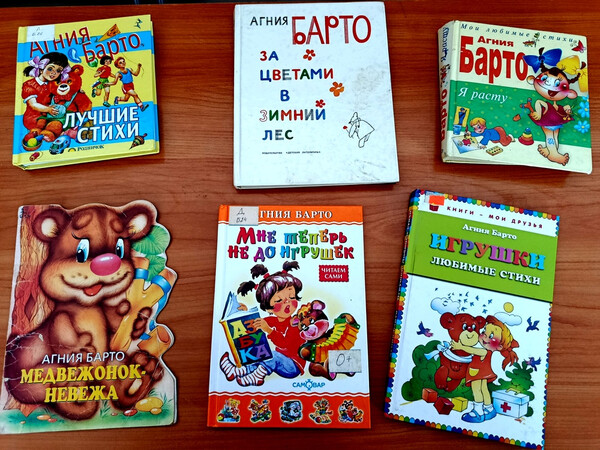 АГНИЯ
БАРТО
ЛУЧШИЕ
СТИХИ
РОДНИЧОК
АГНИЯ БАРТО
ЗА
ЦВЕТАМИ
В
ЗИМНИЙ
ЛЕС
Мои любимые стихи
АГНИЯ
Барто
Я расту
АГНИЯ БАРТО
МЕДВЕЖОНОК-
НЕВЕЖА
Д
АГНИЯ БАРТО
МНЕ ТЕПЕРЬ
НЕ ДО ИГРУШЕК
ЧИТАЕМ
САМИ
АЗБУКА
0+
САМОВАР
КНИГИ - МОИ ДРУЗЬЯ
Агния Барто
ИГРУШКИ
ЛЮБИМЫЕ СТИХИ